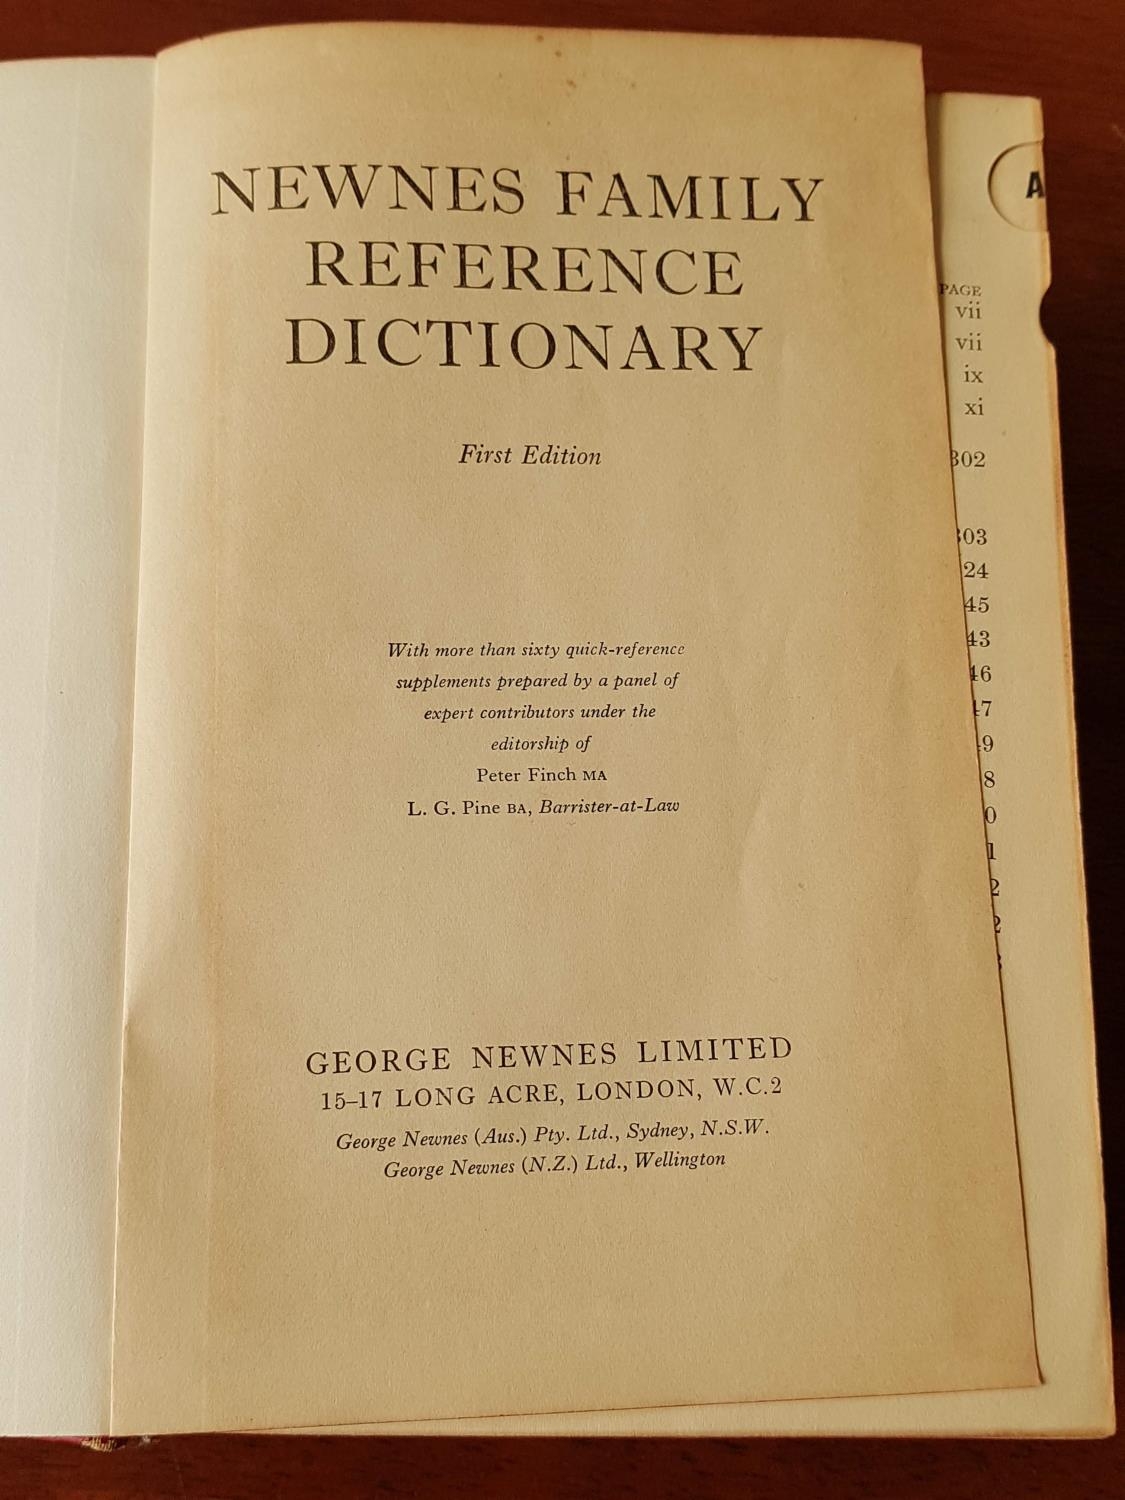 NEWNES FAMILY
REFERENCE
DICTIONARY
First Edition
With more than sixty quick-reference
supplements prepared by a panel of
expert contributors under the
editorship of
Peter Finch MA
L. G. Pine BA, Barrister-at-Law
GEORGE NEWNES LIMITED
15–17 LONG ACRE, LONDON, W.C.2
George Newnes (Aus.) Pty. Ltd., Sydney, N.S.W.
George Newnes (N.Z.) Ltd., Wellington
A
PAGE
vii
vii
ix
xi
302